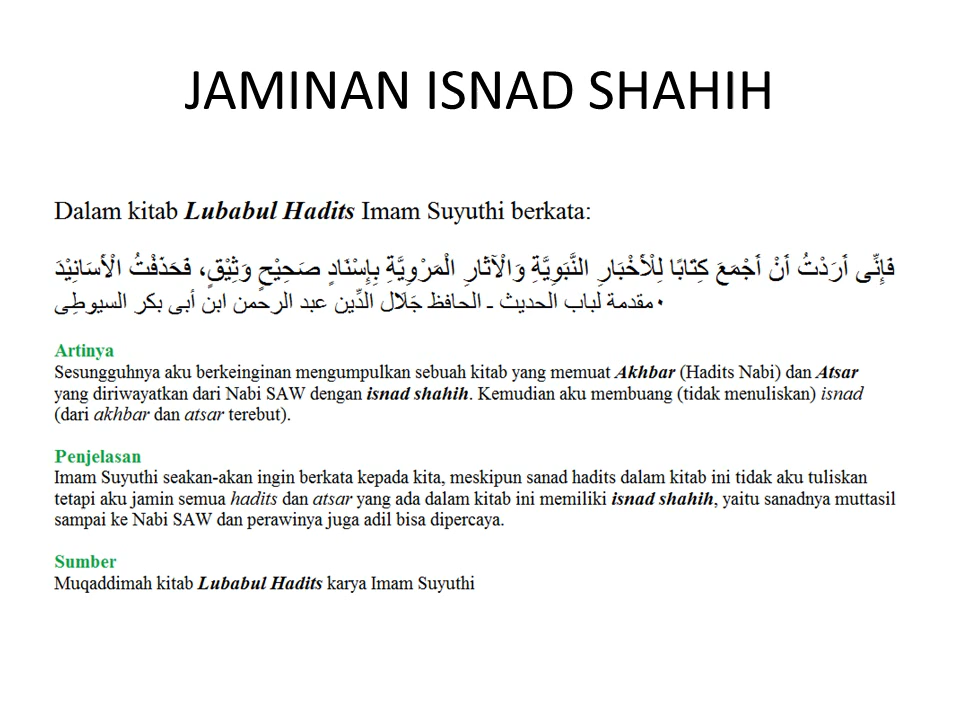 JAMINAN ISNAD SHAHIH
Dalam kitab Lubabul Hadits Imam Suyuthi berkata:
فَإِنِّى أَرَدْتُ أَنْ أَجْمَعَ كِتَابًا لِلْأَخْبَارِ النَّبَوِيَّةِ وَالْآثَارِ الْمَرْوِيَّةِ بِإِسْنَادٍ صَحِيْحٍ وَثِيْقٍ، فَحَذَفْتُ الْأَسَانِيْدَ
۰ مقدمة لباب الحديث ـ الحافظ جَلال الدِّين عبد الرحمن ابن أبى بكر السيوطِى
Artinya
Sesungguhnya aku berkeinginan mengumpulkan sebuah kitab yang memuat Akhbar (Hadits Nabi) dan Atsar
yang diriwayatkan dari Nabi SAW dengan isnad shahih. Kemudian aku membuang (tidak menuliskan) isnad
(dari akhbar dan atsar terebut).
Penjelasan
Imam Suyuthi seakan-akan ingin berkata kepada kita, meskipun sanad hadits dalam kitab ini tidak aku tuliskan
tetapi aku jamin semua hadits dan atsar yang ada dalam kitab ini memiliki isnad shahih, yaitu sanadnya muttasil
sampai ke Nabi SAW dan perawinya juga adil bisa dipercaya.
Sumber
Muqaddimah kitab Lubabul Hadits karya Imam Suyuthi